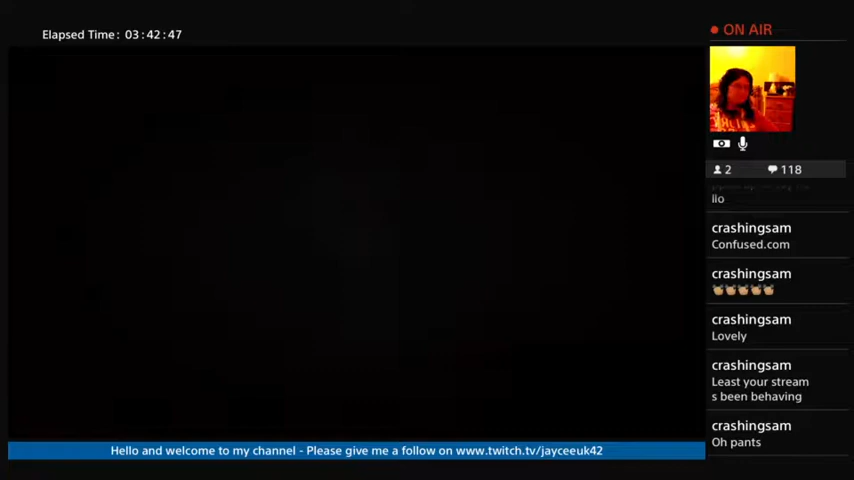 Elapsed Time: 03:42:47
ON AIR
2 118
llo
crashingsam
Confused.com
crashingsam
crashingsam
Lovely
crashingsam
Least your stream
s been behaving
crashingsam
Oh pants
Hello and welcome to my channel - Please give me a follow on www.twitch.tv/jayceeuk42